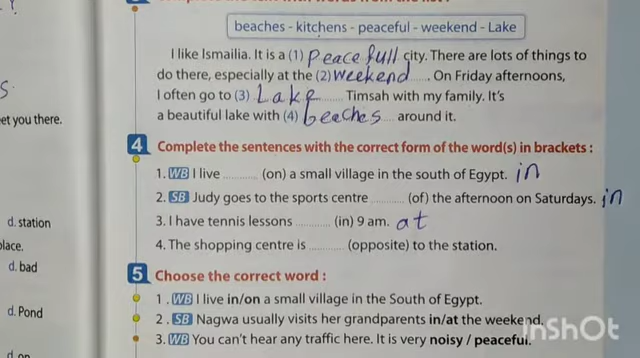 beaches - kitchens - peaceful - weekend - Lake
I like Ismailia. It is a (1) peacefull city. There are lots of things to
do there, especially at the (2) weekend.... . On Friday afternoons,
I often go to (3) Lake...... Timsah with my family. It's
a beautiful lake with (4) beaches.... around it.
et you there.
4 Complete the sentences with the correct form of the word(s) in brackets :
1. WB I live ............ (on) a small village in the south of Egypt. in
2. SB Judy goes to the sports centre ............ (of) the afternoon on Saturdays. in
d. station
3. I have tennis lessons ............ (in) 9 am. at
place.
4. The shopping centre is ............ (opposite) to the station.
d. bad
5 Choose the correct word :
1 . WB I live in/on a small village in the South of Egypt.
d. Pond
2 . SB Nagwa usually visits her grandparents in/at the weekend.
InShOt
3. WB You can't hear any traffic here. It is very noisy / peaceful.